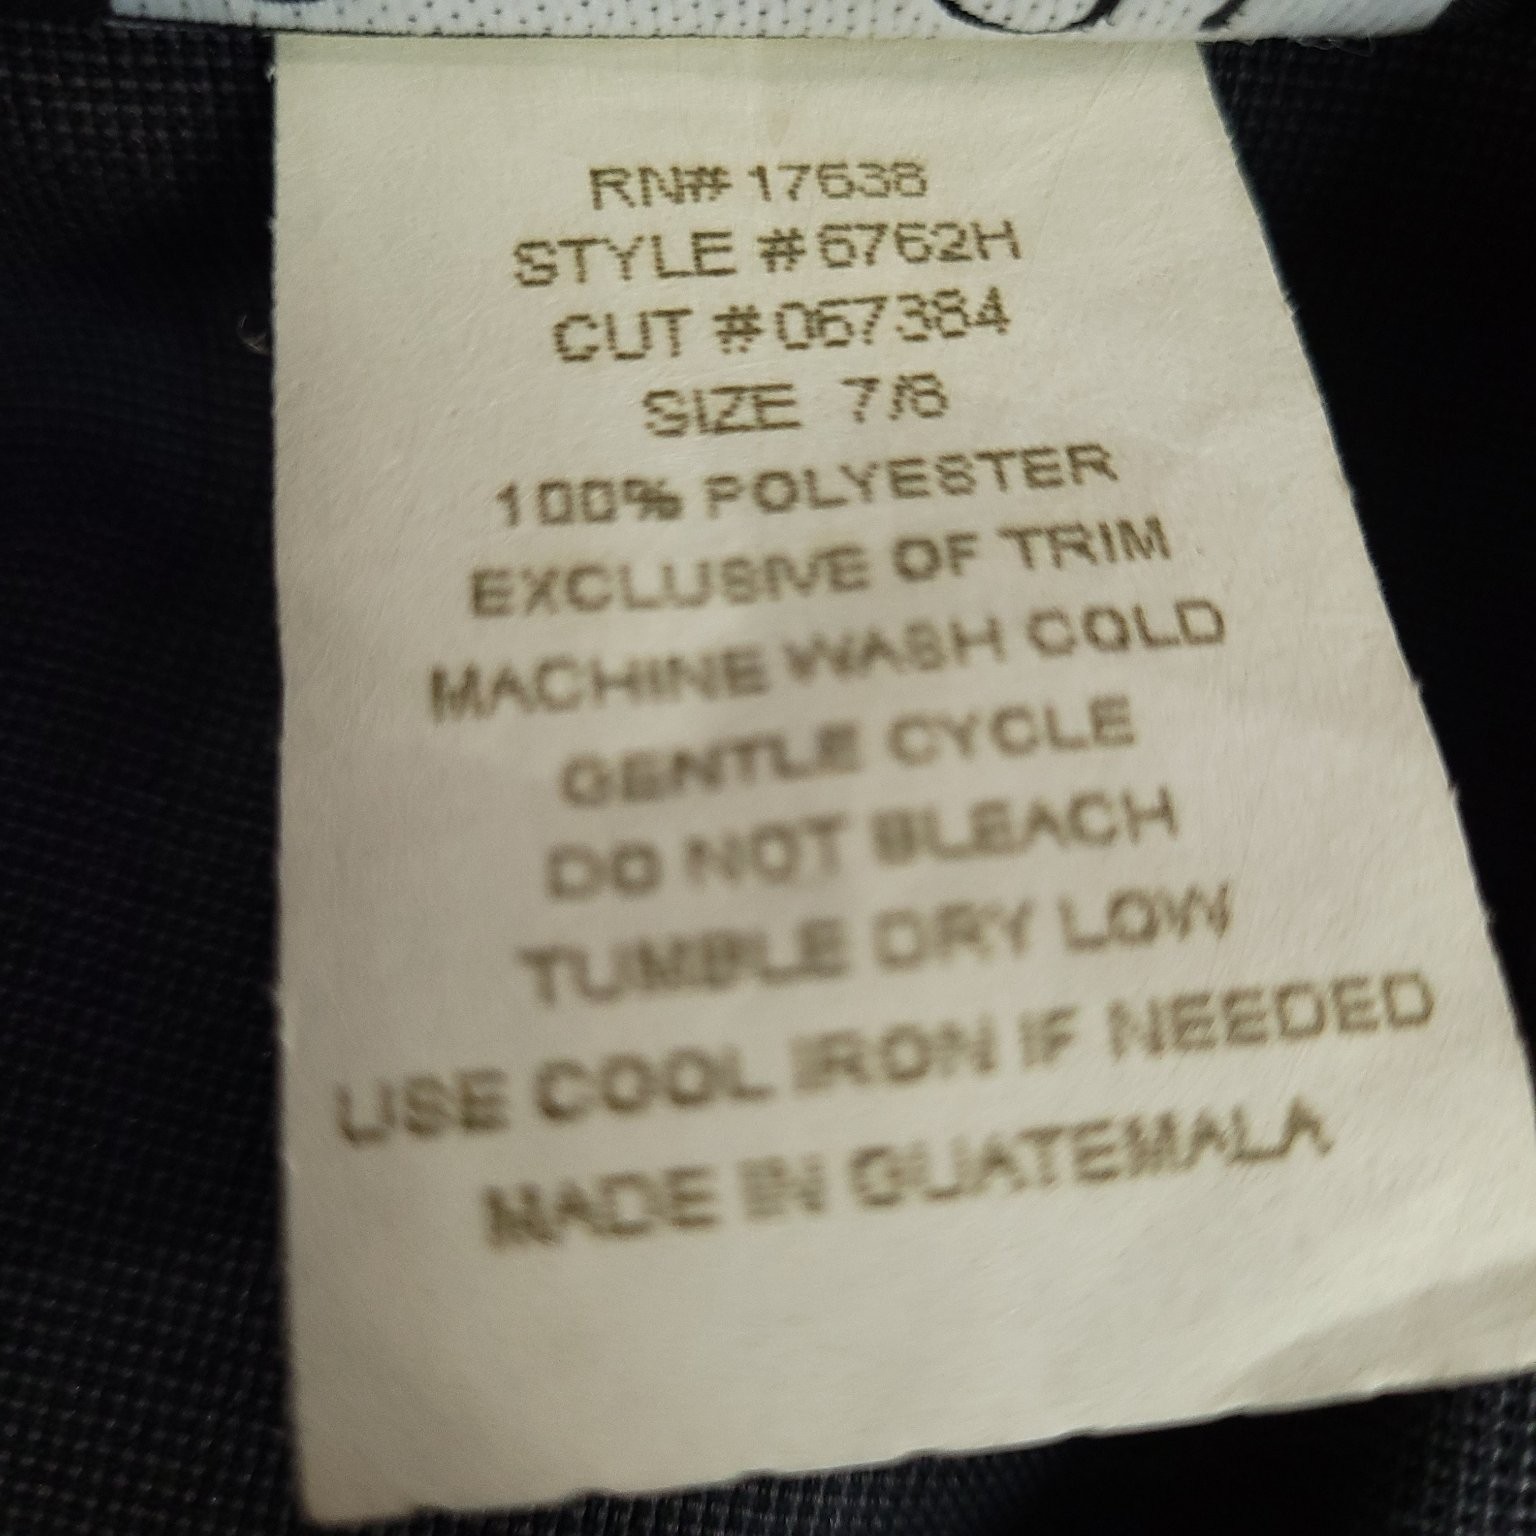 RN# 17638
STYLE # 6762H
CUT # 067384
SIZE 7/8
100% POLYESTER
EXCLUSIVE OF TRIM
MACHINE WASH COLD
GENTLE CYCLE
DO NOT BLEACH
TUMBLE DRY LOW
USE COOL IRON IF NEEDED
MADE IN GUATEMALA